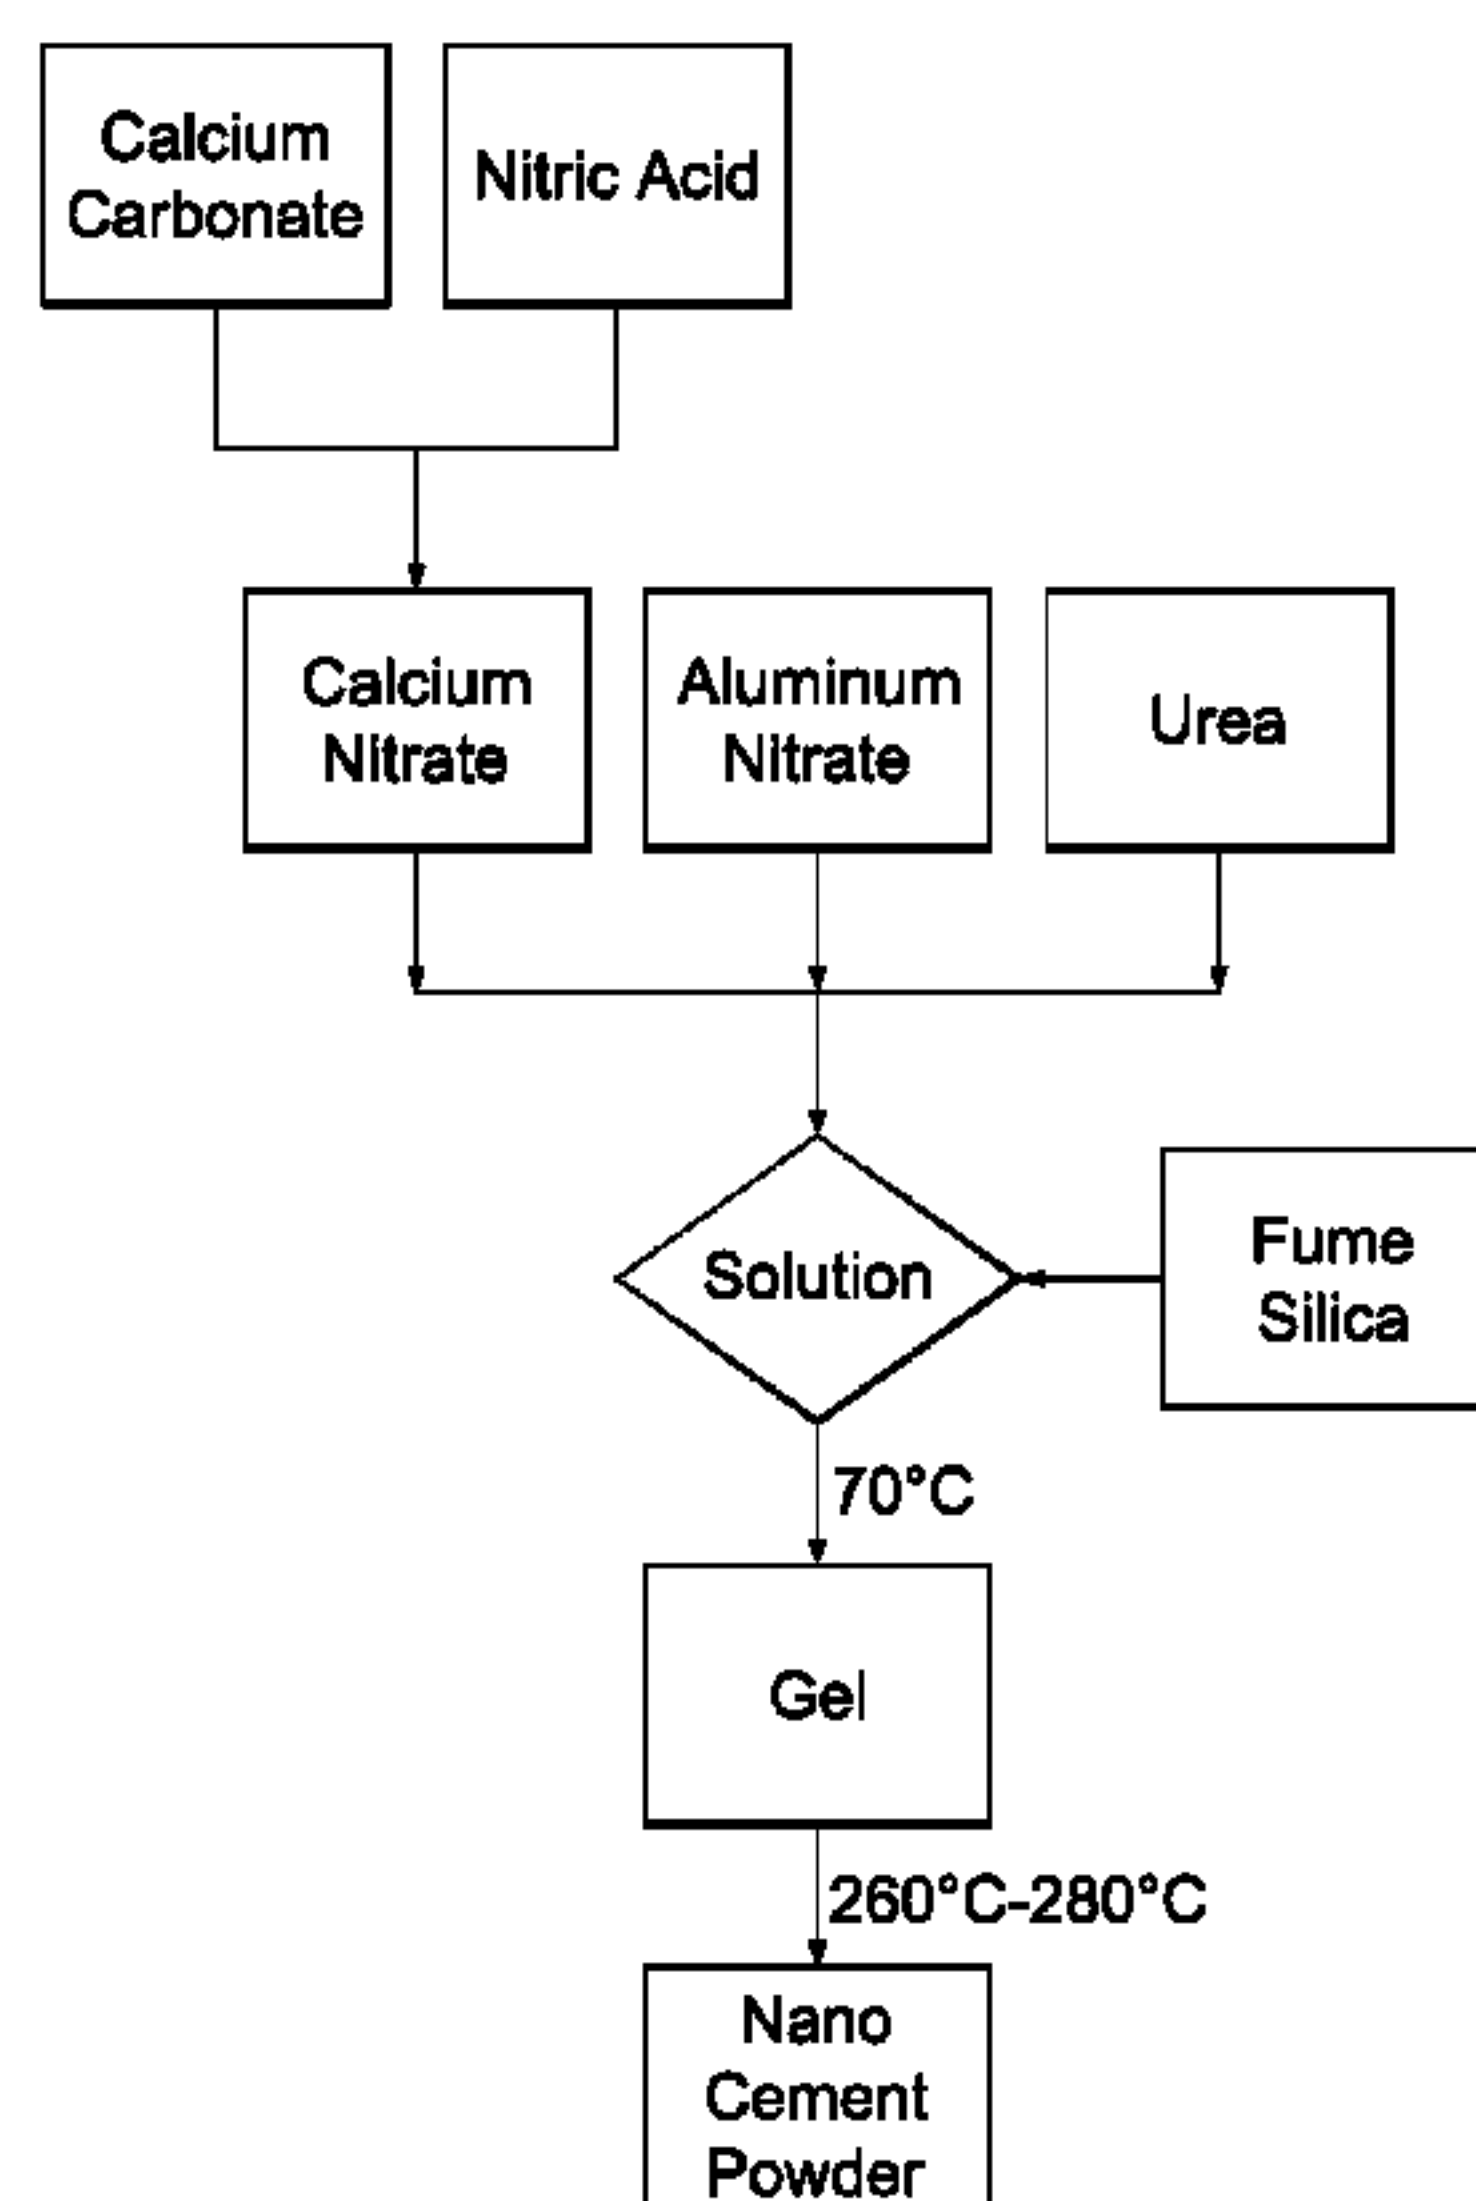 Calcium
Carbonate
Nitric Acid
Calcium
Nitrate
Aluminum
Nitrate
Urea
Solution
Fume
Silica
70°C
Gel
260°C-280°C
Nano
Cement
Powder